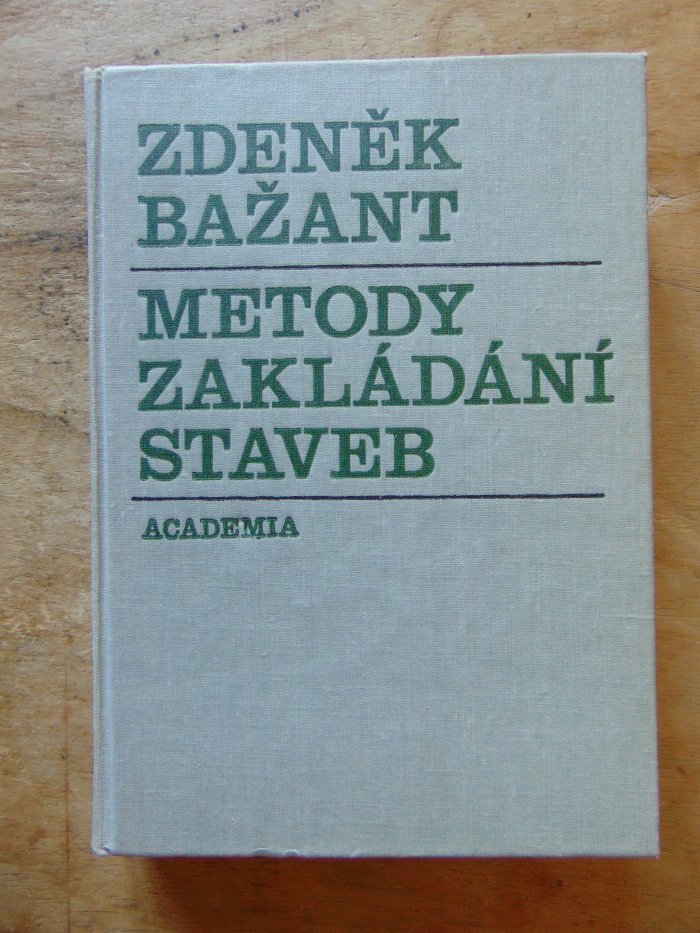 ZDENĚK
BAŽANT
METODY
ZAKLÁDÁNÍ
STAVEB
ACADEMIA